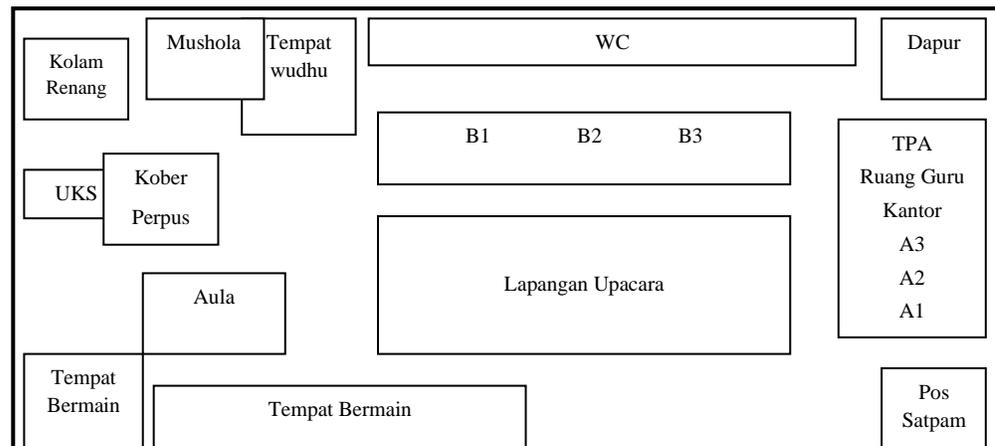 Kolam
Renang
Mushola
Tempat
wudhu
WC
Dapur
B1 B2 B3
UKS
Kober
Perpus
TPA
Ruang Guru
Kantor
A3
A2
A1
Aula
Lapangan Upacara
Tempat
Bermain
Tempat Bermain
Pos
Satpam